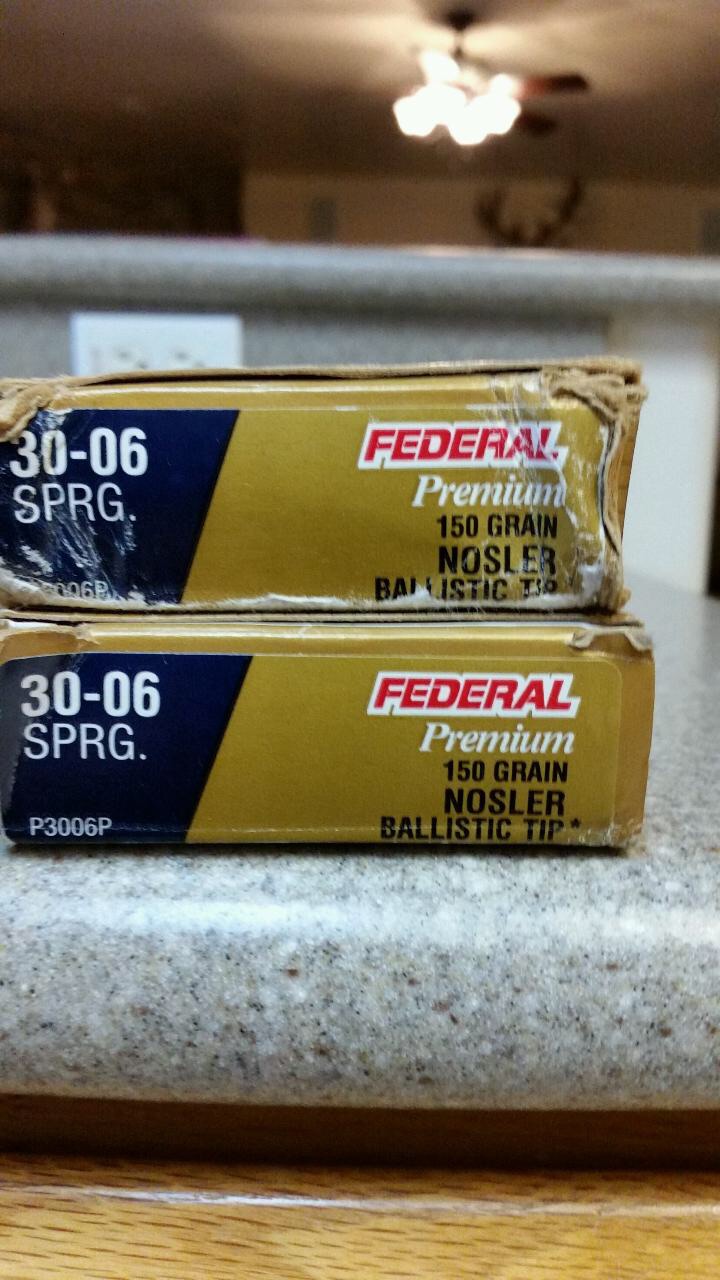 30-06
SPRG.
FEDERAL
Premium
150 GRAIN
NOSLER
BALLISTIC TIP
30-06
SPRG.
P3006P
FEDERAL
Premium
150 GRAIN
NOSLER
BALLISTIC TIP*